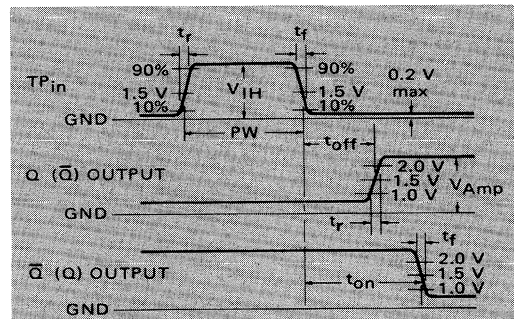 tr
tf
90%
90%
TPin
VIH
0.2 V
max
1.5 V
1.5 V
10%
10%
GND
PW
toff
Q (Q̅) OUTPUT
2.0 V
1.5 V
1.0 V
VAmp
GND
tr
tf
Q̅ (Q) OUTPUT
ton
2.0 V
1.5 V
1.0 V
GND